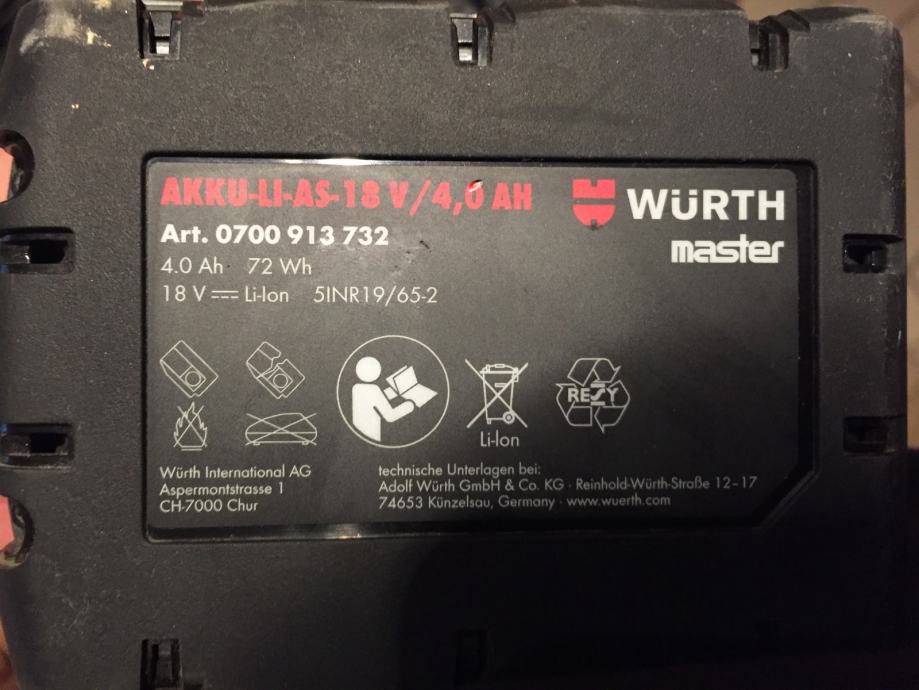 AKKU-LI-AS-18 V/4,0 AH
WÜRTH
master
Art. 0700 913 732
4.0 Ah 72 Wh
18 V ⎓ Li-Ion 5INR19/65-2
Li-Ion
RESY
Würth International AG
Aspermontstrasse 1
CH-7000 Chur
technische Unterlagen bei:
Adolf Würth GmbH & Co. KG · Reinhold-Würth-Straße 12-17
74653 Künzelsau, Germany · www.wuerth.com